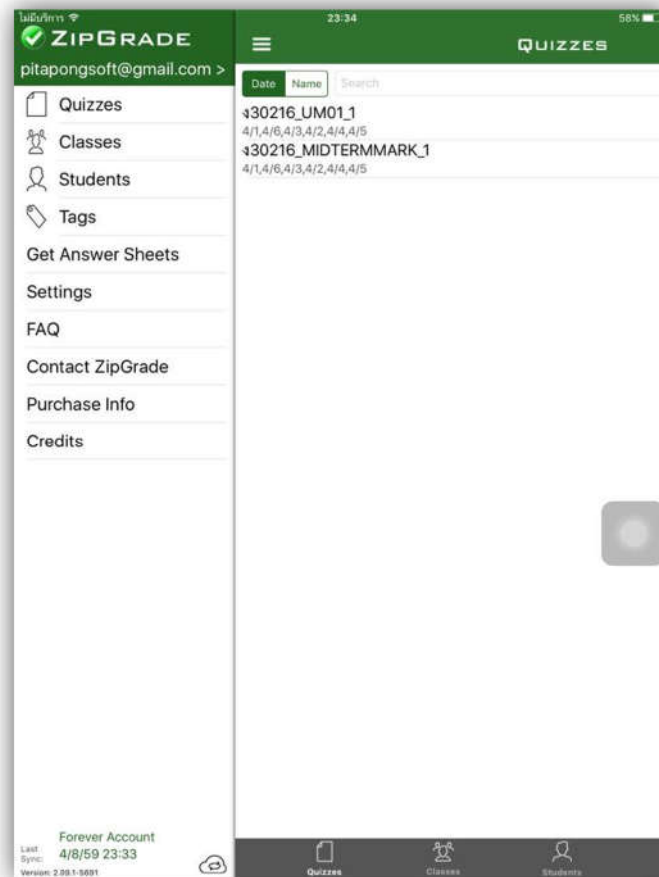 ไม่มีบริการ
23:34
58%
ZIPGRADE
pitapongsoft@gmail.com >
Quizzes
Classes
Students
Tags
Get Answer Sheets
Settings
FAQ
Contact ZipGrade
Purchase Info
Credits
Forever Account
Last Sync: 4/8/59 23:33
Version: 2.09.1-5691
QUIZZES
Date Name Search
ง30216_UM01_1
4/1,4/6,4/3,4/2,4/4,4/5
ง30216_MIDTERMMARK_1
4/1,4/6,4/3,4/2,4/4,4/5
Quizzes
Classes
Students